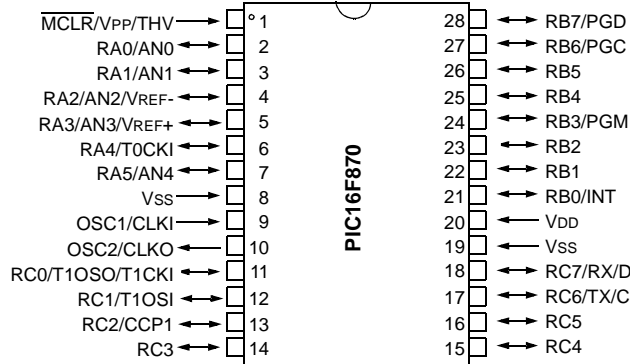 MCLR/VPP/THV 1 28 RB7/PGD
RA0/AN0 2 27 RB6/PGC
RA1/AN1 3 26 RB5
RA2/AN2/VREF- 4 25 RB4
RA3/AN3/VREF+ 5 24 RB3/PGM
RA4/T0CKI 6 23 RB2
RA5/AN4 7 22 RB1
VSS 8 21 RB0/INT
OSC1/CLKI 9 20 VDD
OSC2/CLKO 10 19 VSS
RC0/T1OSO/T1CKI 11 18 RC7/RX/D
RC1/T1OSI 12 17 RC6/TX/C
RC2/CCP1 13 16 RC5
RC3 14 15 RC4
PIC16F870